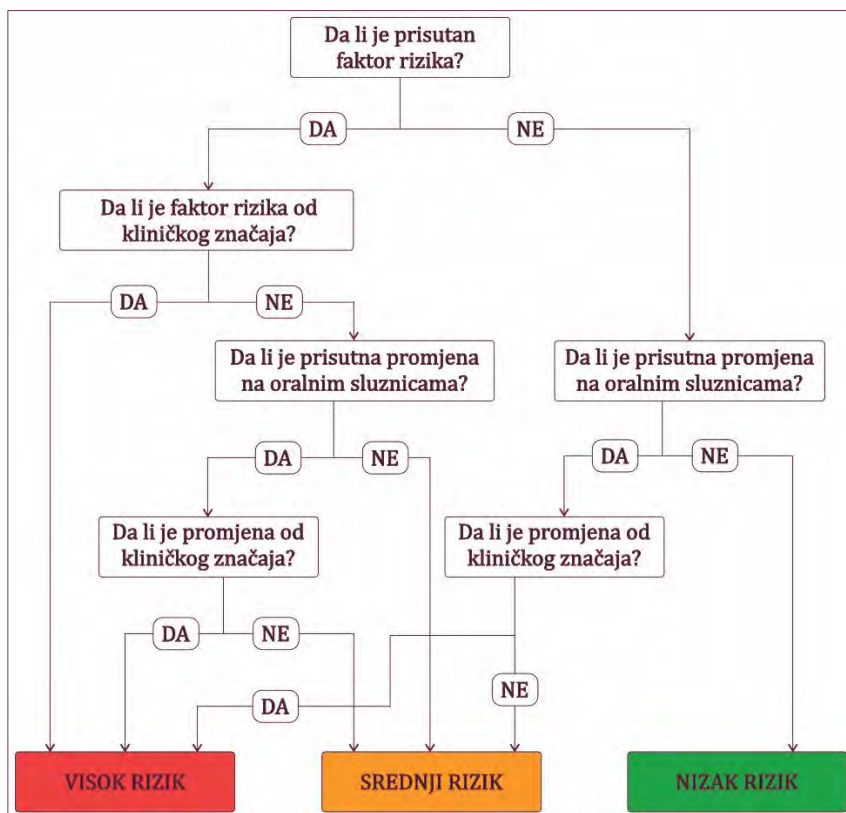 Da li je prisutan
faktor rizika?
DA
NE
Da li je faktor rizika od
kliničkog značaja?
DA
NE
Da li je prisutna promjena
na oralnim sluznicama?
Da li je prisutna promjena
na oralnim sluznicama?
DA
NE
DA
NE
Da li je promjena od
kliničkog značaja?
Da li je promjena od
kliničkog značaja?
DA
NE
DA
NE
VISOK RIZIK
SREDNJI RIZIK
NIZAK RIZIK